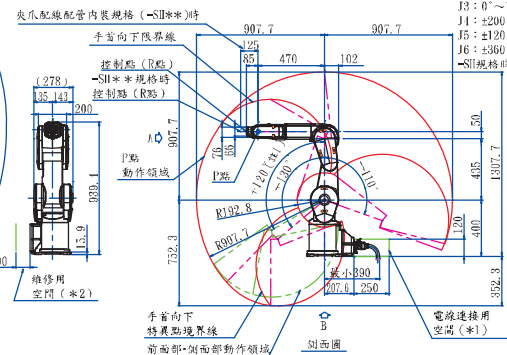 夾爪配線配管內裝規格(-SH**)時
手首向下限界線
控制點(R點)
-SH**規格時
控制點(R點)
907.7
907.7
125
85
470
102
J3:0°~
J4:±200
J5:±120
J6:±360
-SH規格時
(278)
135
143
200
939.1
15.9
維修用
空間(*2)
A
907.7
P點
動作領域
76
66
P點
752.3
-130°
-110°
R192.8
R907.7
50
435
400
1307.7
352.3
120
最小390
207.6
250
手首向下
特異點境界線
前面部·側面部動作領域
B
側面圖
電線連接用
空間(*1)